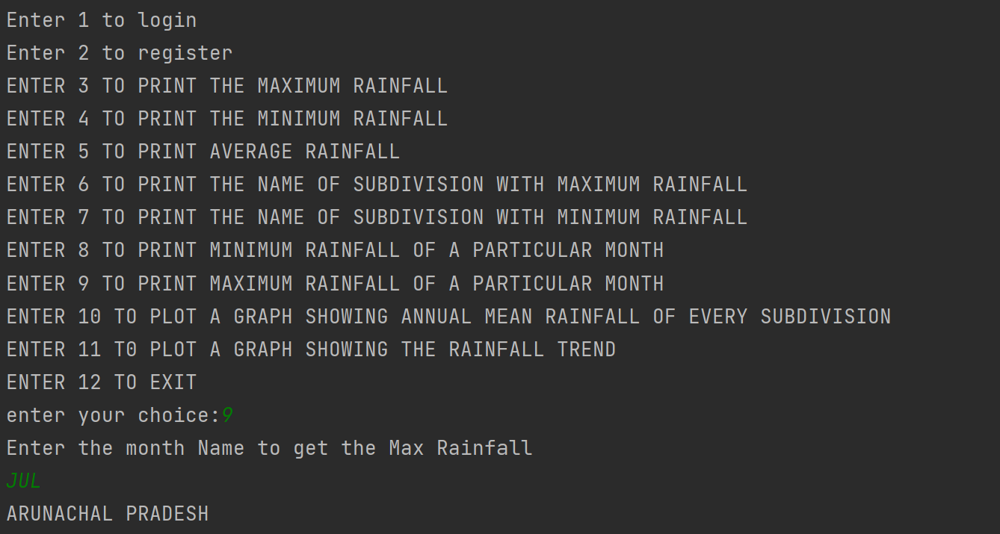 Enter 1 to login
Enter 2 to register
ENTER 3 TO PRINT THE MAXIMUM RAINFALL
ENTER 4 TO PRINT THE MINIMUM RAINFALL
ENTER 5 TO PRINT AVERAGE RAINFALL
ENTER 6 TO PRINT THE NAME OF SUBDIVISION WITH MAXIMUM RAINFALL
ENTER 7 TO PRINT THE NAME OF SUBDIVISION WITH MINIMUM RAINFALL
ENTER 8 TO PRINT MINIMUM RAINFALL OF A PARTICULAR MONTH
ENTER 9 TO PRINT MAXIMUM RAINFALL OF A PARTICULAR MONTH
ENTER 10 TO PLOT A GRAPH SHOWING ANNUAL MEAN RAINFALL OF EVERY SUBDIVISION
ENTER 11 T0 PLOT A GRAPH SHOWING THE RAINFALL TREND
ENTER 12 TO EXIT
enter your choice:9
Enter the month Name to get the Max Rainfall
JUL
ARUNACHAL PRADESH